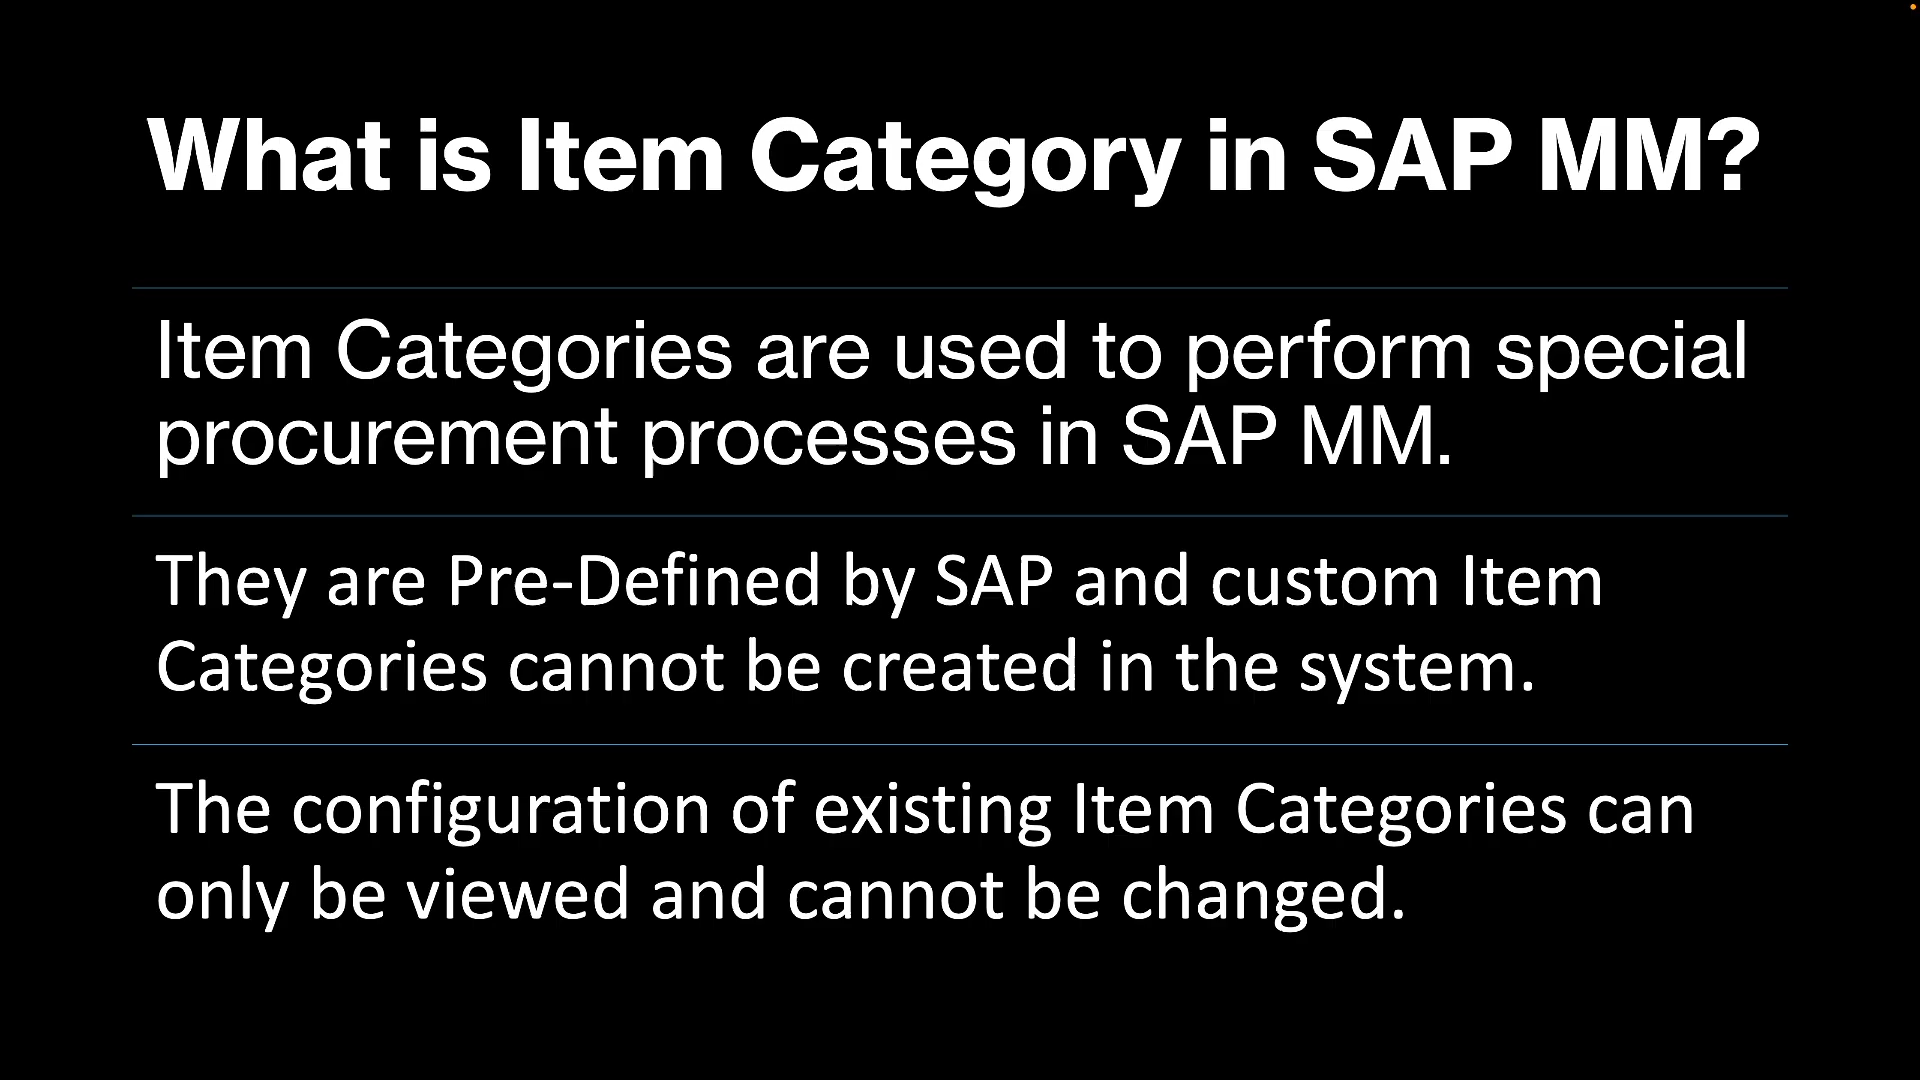 What is Item Category in SAP MM?
Item Categories are used to perform special
procurement processes in SAP MM.
They are Pre-Defined by SAP and custom Item
Categories cannot be created in the system.
The configuration of existing Item Categories can
only be viewed and cannot be changed.